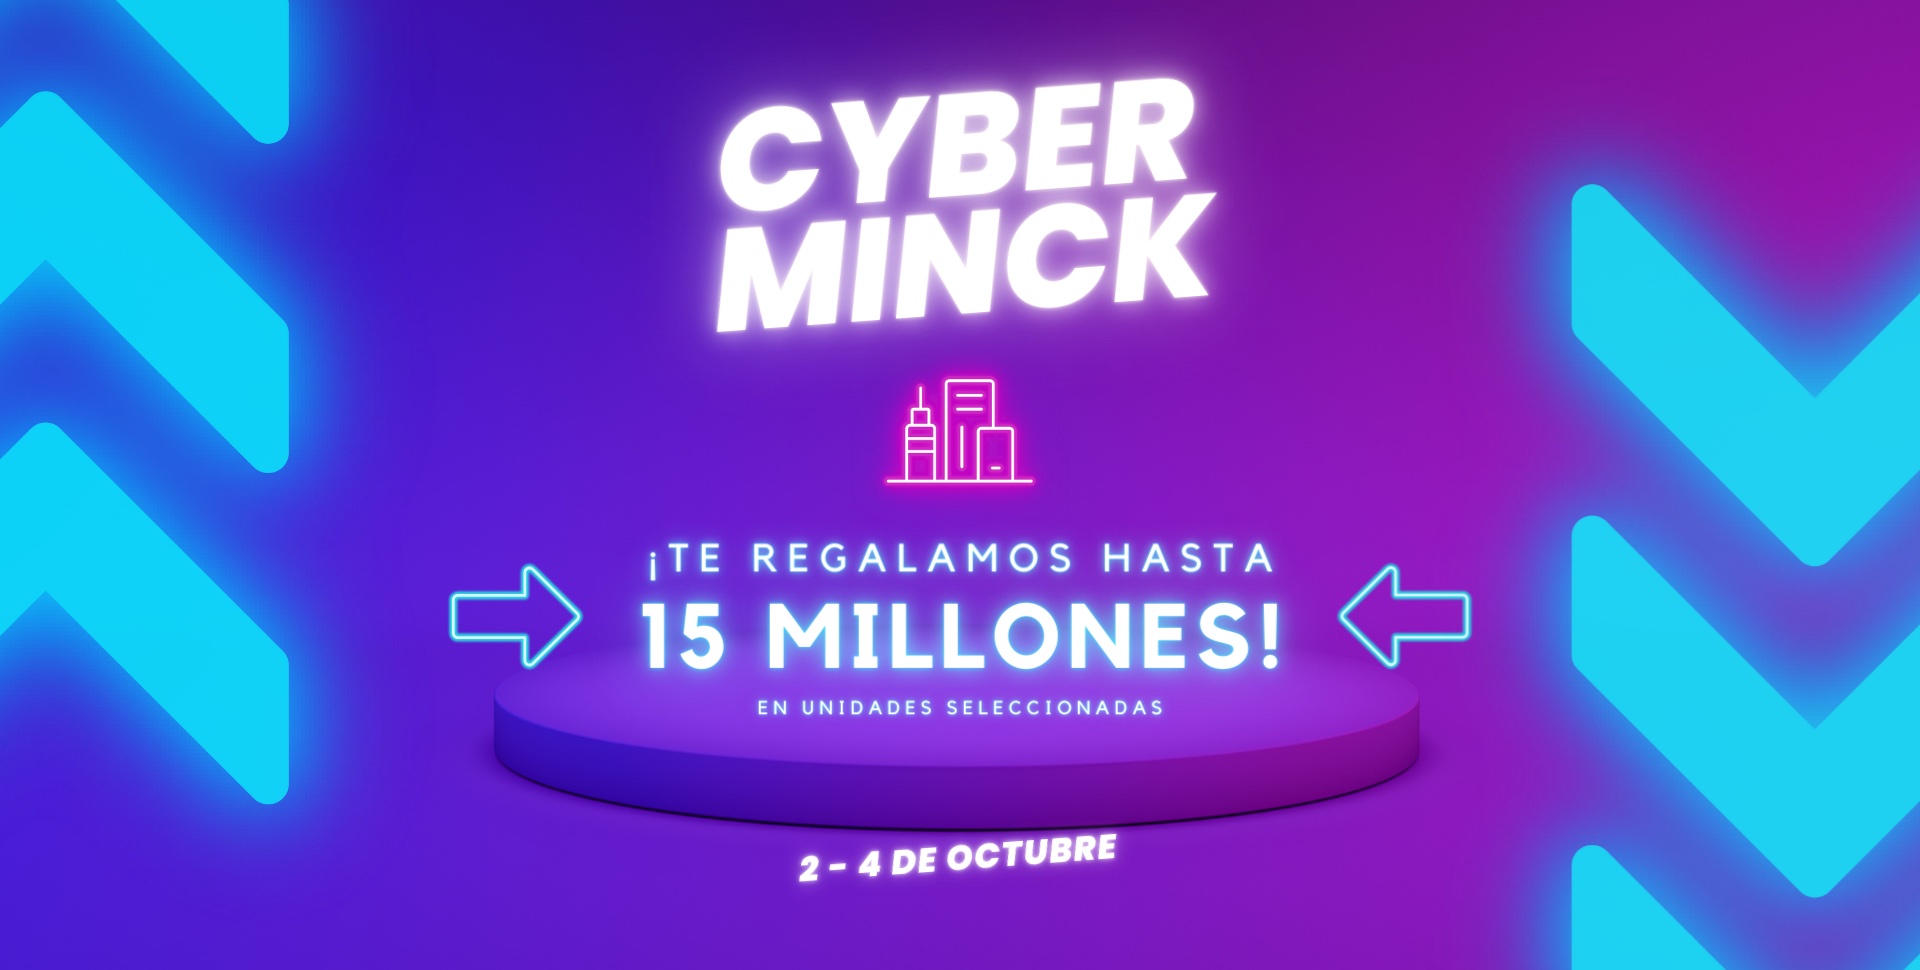 CYBER
MINCK
¡TE REGALAMOS HASTA
15 MILLONES!
EN UNIDADES SELECCIONADAS
2 - 4 DE OCTUBRE